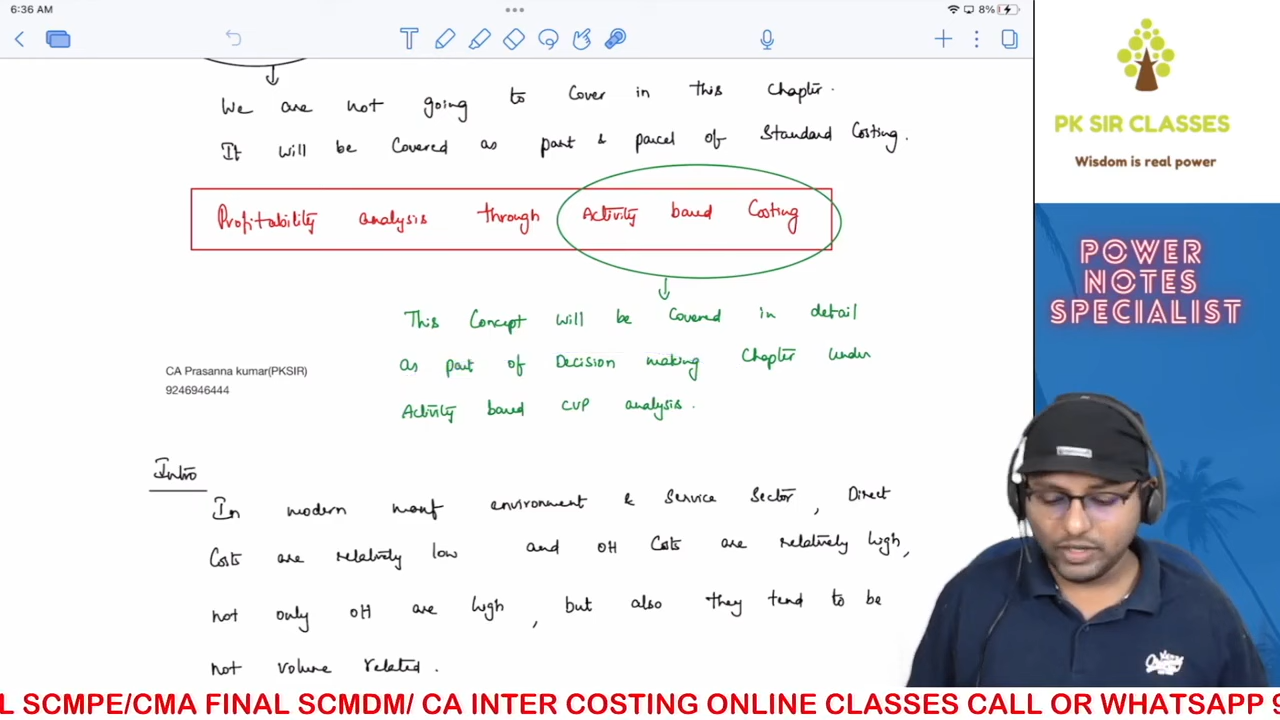 6:36 AM
8%
We are not going to Cover in this Chapter.
It will be Covered as part & parcel of Standard Costing.
Profitability analysis through Activity based Costing
This Concept will be Covered in detail
as part of Decision making Chapter under
Activity based CVP analysis.
CA Prasanna kumar(PKSIR)
9246946444
Intro
In modern manf environment & Service Sector, Direct
Costs are relatively low and OH Costs are relatively high,
not only OH are high, but also they tend to be
not volume related.
PK SIR CLASSES
Wisdom is real power
POWER
NOTES
SPECIALIST
L SCMPE/CMA FINAL SCMDM/ CA INTER COSTING ONLINE CLASSES CALL OR WHATSAPP